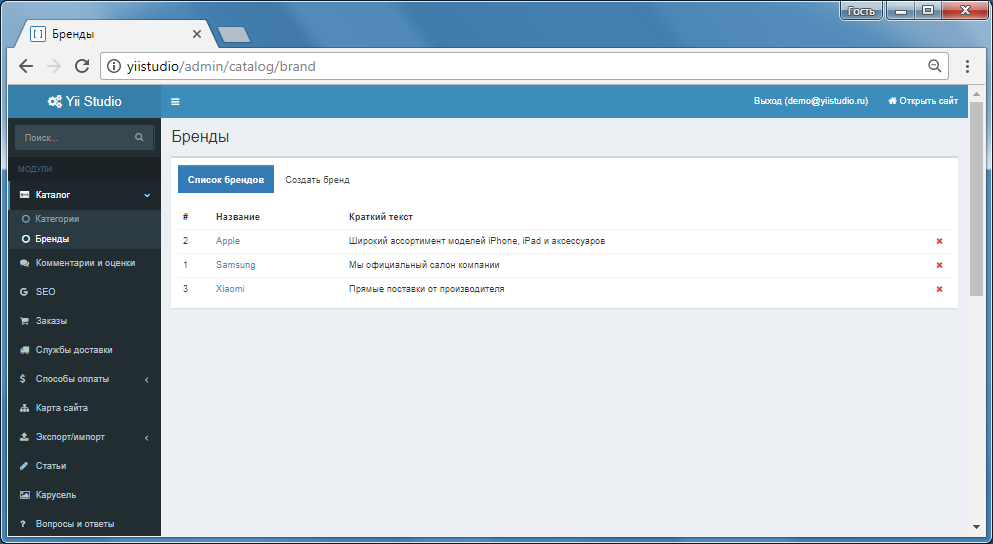 Гость
Бренды
yiistudio/admin/catalog/brand
Yii Studio
Выход (demo@yiistudio.ru)
Открыть сайт
Поиск...
Бренды
МОДУЛИ
Каталог
Категории
Бренды
Комментарии и оценки
SEO
Заказы
Службы доставки
Способы оплаты
Карта сайта
Экспорт/импорт
Статьи
Карусель
Вопросы и ответы
Список брендов
Создать бренд
# Название Краткий текст
2 Apple Широкий ассортимент моделей iPhone, iPad и аксессуаров
1 Samsung Мы официальный салон компании
3 Xiaomi Прямые поставки от производителя